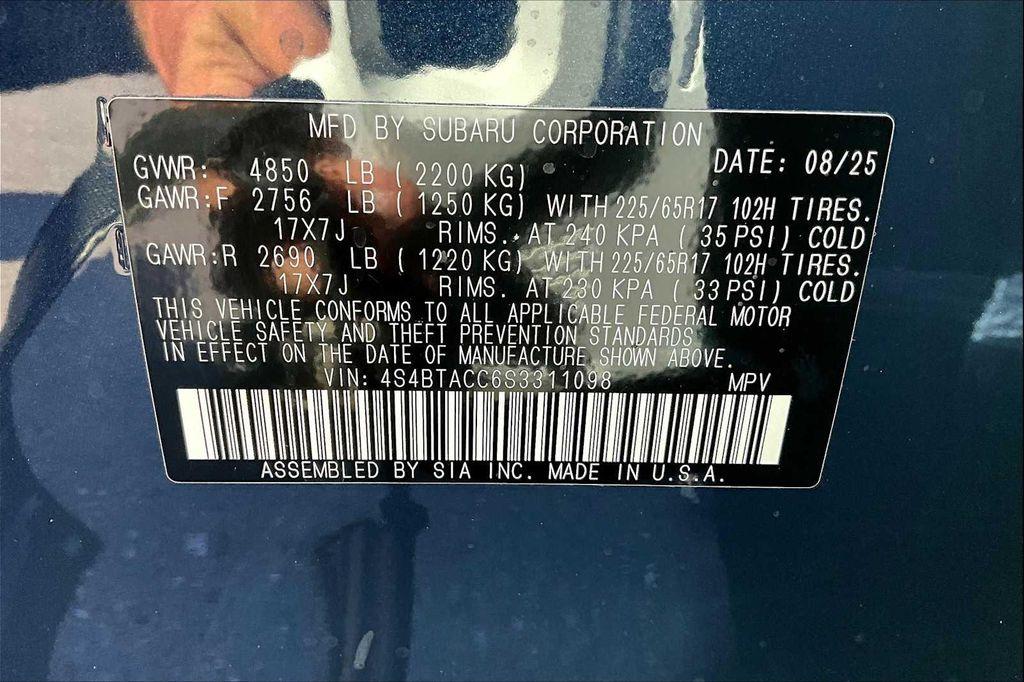 MFD BY SUBARU CORPORATION
GVWR: 4850 LB ( 2200 KG) DATE: 08/25
GAWR:F 2756 LB ( 1250 KG) WITH 225/65R17 102H TIRES.
17X7J RIMS. AT 240 KPA ( 35 PSI) COLD
GAWR:R 2690 LB ( 1220 KG) WITH 225/65R17 102H TIRES.
17X7J RIMS. AT 230 KPA ( 33 PSI) COLD
THIS VEHICLE CONFORMS TO ALL APPLICABLE FEDERAL MOTOR
VEHICLE SAFETY AND THEFT PREVENTION STANDARDS
IN EFFECT ON THE DATE OF MANUFACTURE SHOWN ABOVE.
VIN: 4S4BTACC6S3311098 MPV
ASSEMBLED BY SIA INC. MADE IN U.S.A.